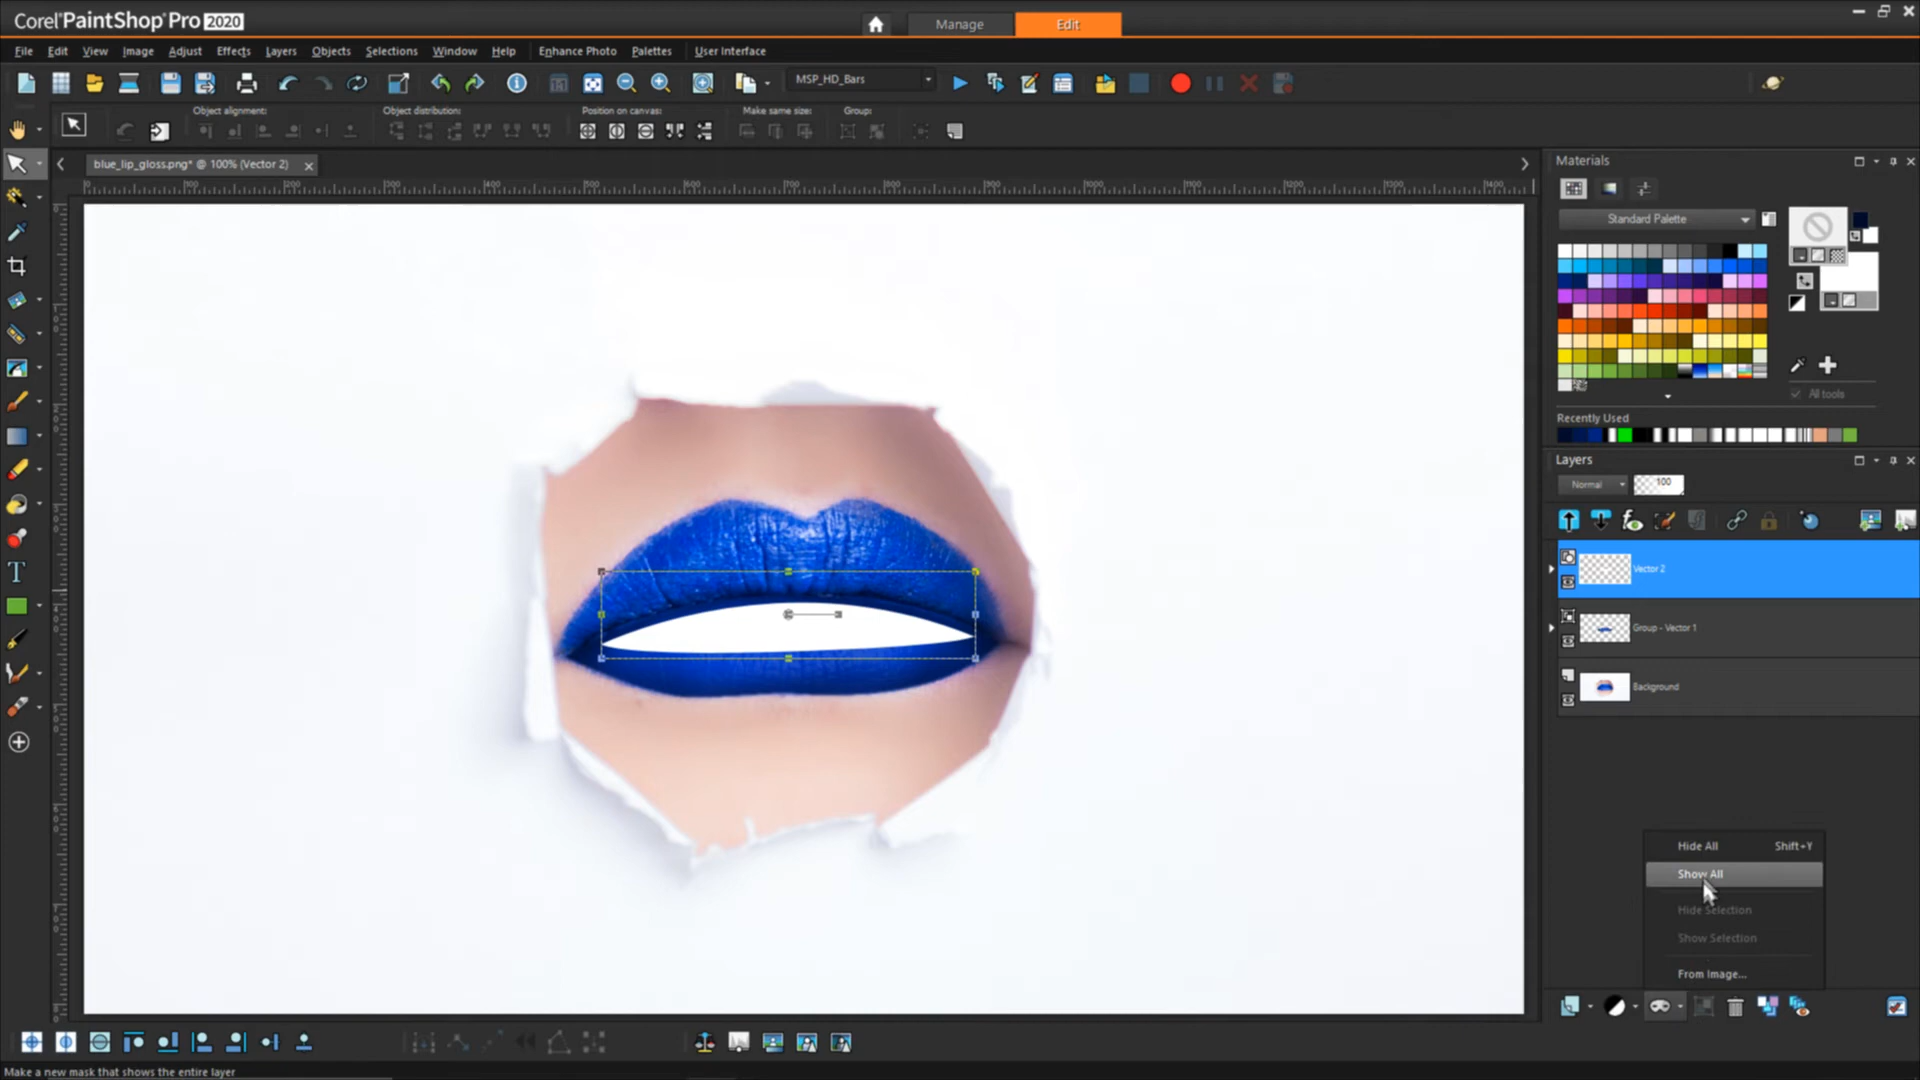 Corel PaintShop Pro 2020
Manage
Edit
File Edit View Image Adjust Effects Layers Objects Selections Window Help Enhance Photo Palettes User Interface
MSP_HD_Bars
Object alignment: Object distribution: Position on canvas: Make same size: Group:
blue_lip_gloss.png* @ 100% (Vector 2)
Materials
Standard Palette
All tools
Recently Used
Layers
Normal 100
Vector 2
Group - Vector 1
Background
Hide All Shift+Y
Show All
Hide Selection
Show Selection
From Image...
Make a new mask that shows the entire layer